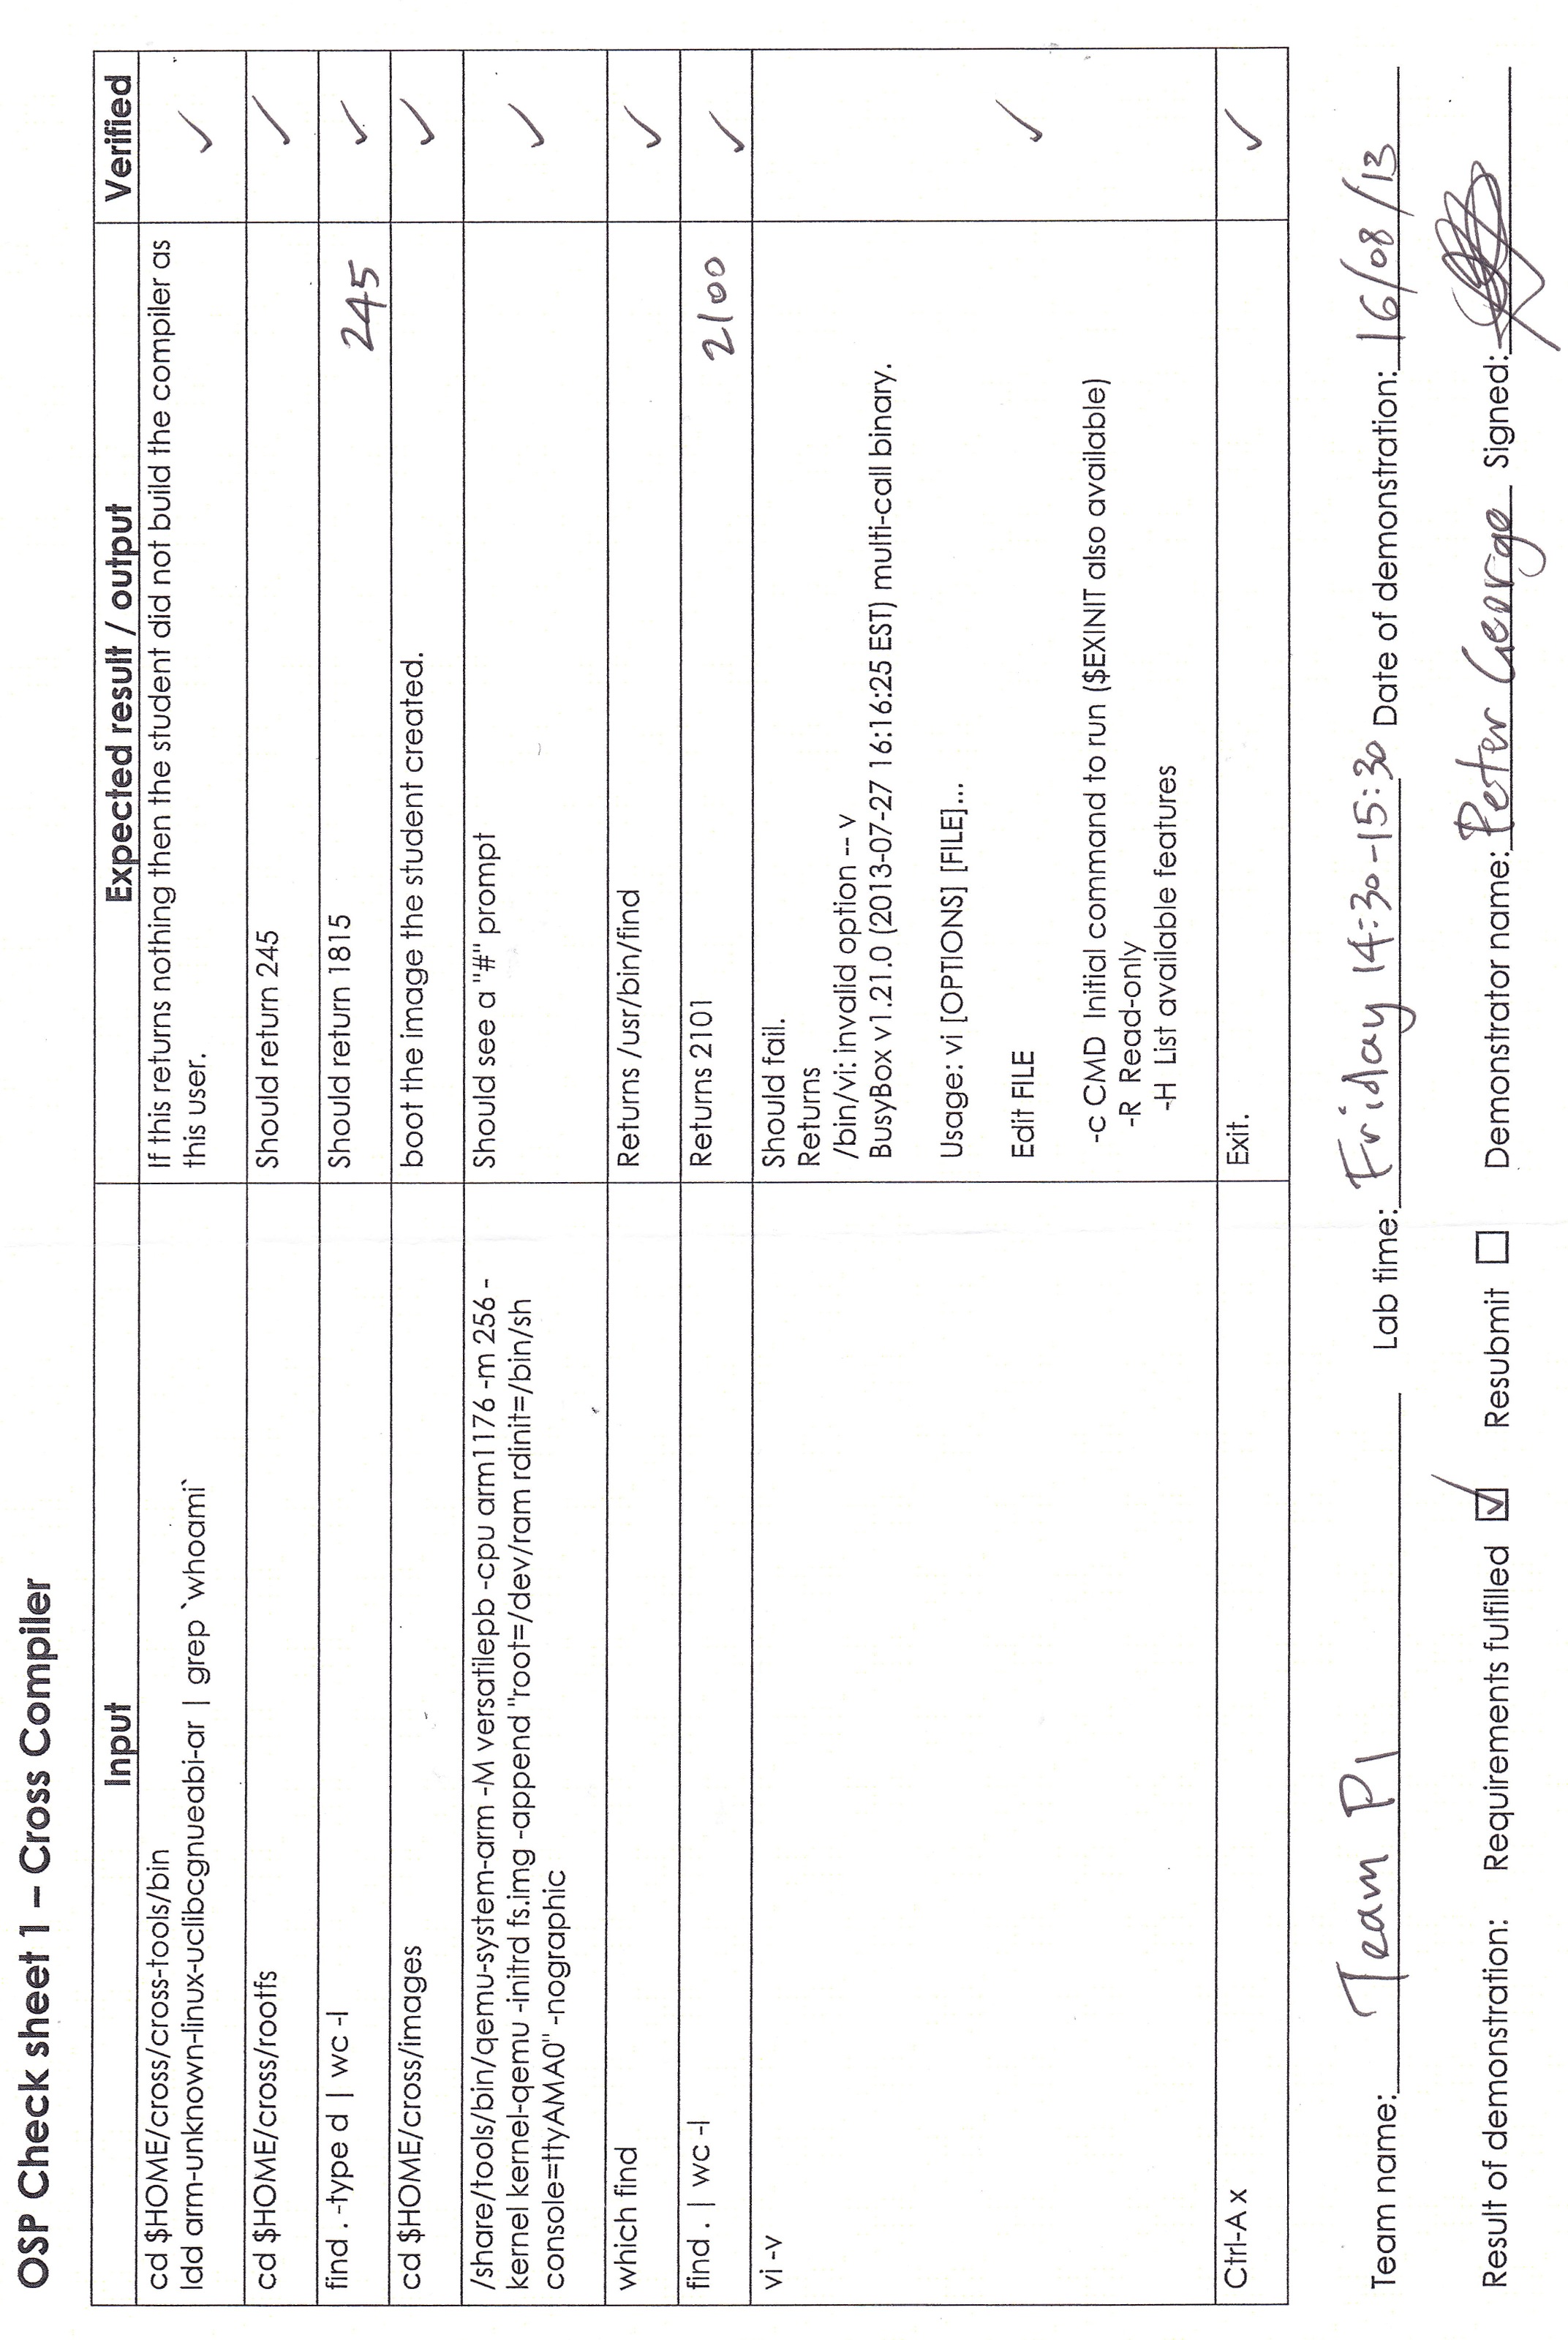 OSP Check sheet 1 – Cross Compiler
Input Expected result / output Verified
cd $HOME/cross/cross-tools/bin
ldd arm-unknown-linux-uclibcgnueabi-ar | grep `whoami`
If this returns nothing then the student did not build the compiler as
this user.
✓
cd $HOME/cross/rootfs
Should return 245
✓
find . -type d | wc -l
Should return 1815
245
✓
cd $HOME/cross/images
boot the image the student created.
✓
/share/tools/bin/qemu-system-arm -M versatilepb -cpu arm1176 -m 256 -
kernel kernel-qemu -initrd fs.img -append "root=/dev/ram rdinit=/bin/sh
console=ttyAMA0" -nographic
Should see a "#" prompt
✓
which find
Returns /usr/bin/find
✓
find . | wc -l
Returns 2101
2100
✓
vi -v
Should fail.
Returns
/bin/vi: invalid option -- v
BusyBox v1.21.0 (2013-07-27 16:16:25 EST) multi-call binary.
Usage: vi [OPTIONS] [FILE]...
Edit FILE
-c CMD Initial command to run ($EXINIT also available)
-R Read-only
-H List available features
✓
Ctrl-A x
Exit.
✓
Team name: Team PI Lab time: Friday 14:30-15:30 Date of demonstration: 16/08/13
Result of demonstration: Requirements fulfilled ☑ Resubmit ☐ Demonstrator name: Peter George Signed: